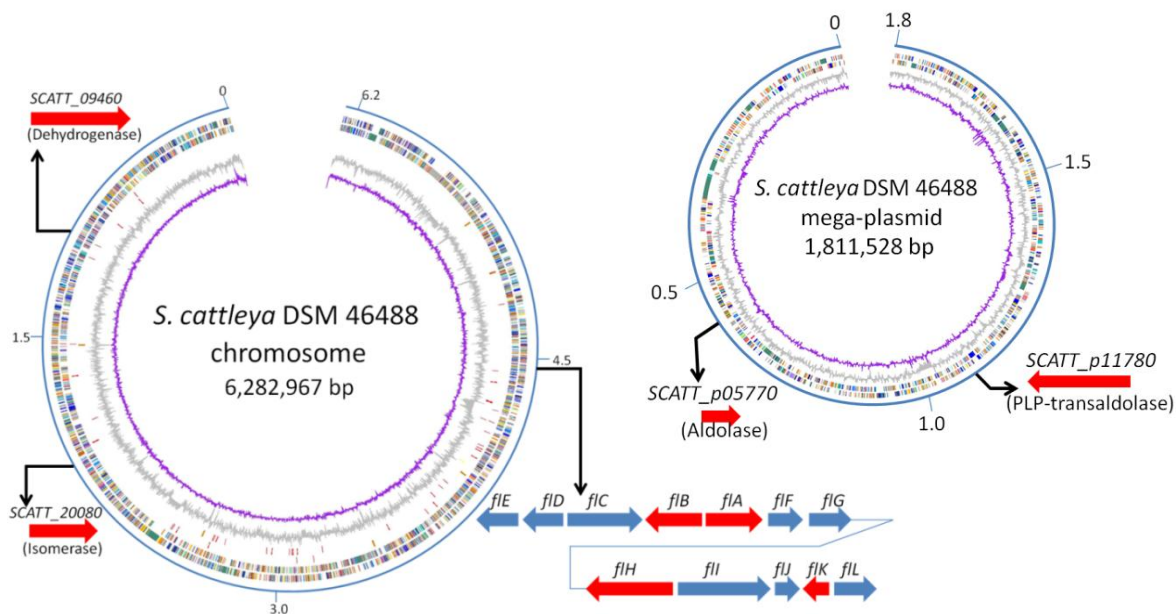 0
6.2
SCATT_09460
(Dehydrogenase)
1.5
S. cattleya DSM 46488
chromosome
6,282,967 bp
4.5
SCATT_20080
(Isomerase)
3.0
0
1.8
1.5
S. cattleya DSM 46488
mega-plasmid
1,811,528 bp
0.5
SCATT_p05770
(Aldolase)
SCATT_p11780
(PLP-transaldolase)
1.0
flE flD flC flB flA flF flG
flH flI flJ flK flL